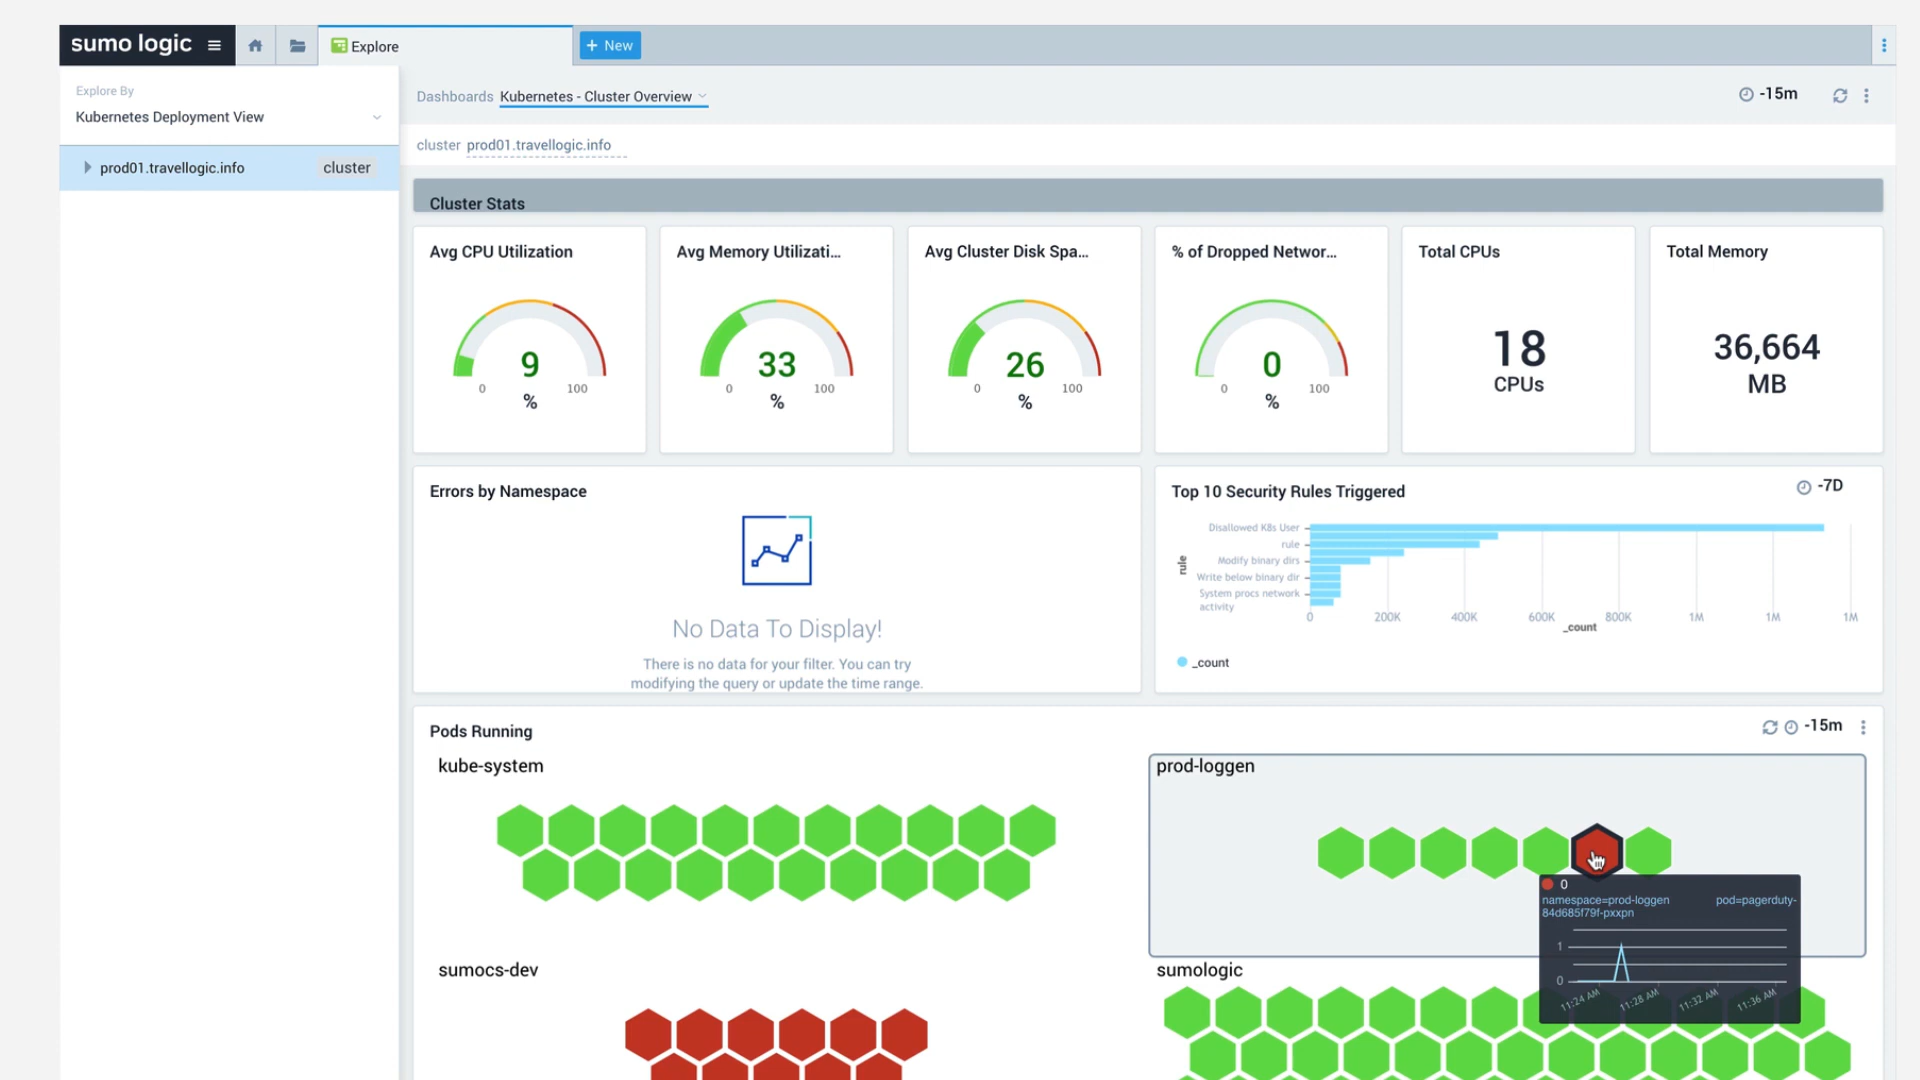 sumo logic
Explore
+ New
Explore By
Kubernetes Deployment View
prod01.travellogic.info cluster
Dashboards Kubernetes - Cluster Overview
-15m
cluster prod01.travellogic.info
Cluster Stats
Avg CPU Utilization
9
0 100
%
Avg Memory Utilizati...
33
0 100
%
Avg Cluster Disk Spa...
26
0 100
%
% of Dropped Networ...
0
0 100
%
Total CPUs
18
CPUs
Total Memory
36,664
MB
Errors by Namespace
No Data To Display!
There is no data for your filter. You can try
modifying the query or update the time range.
Top 10 Security Rules Triggered
-7D
rule
Disallowed K8s User
rule
Modify binary dirs
Write below binary dir
System procs network
activity
0 200K 400K 600K 800K 1M 1M 1M
_count
_count
Pods Running
-15m
kube-system
prod-loggen
0
namespace=prod-loggen pod=pagerduty-
84d685f79f-pxxpn
1
0
11:24 AM 11:28 AM 11:32 AM 11:36 AM
sumocs-dev
sumologic